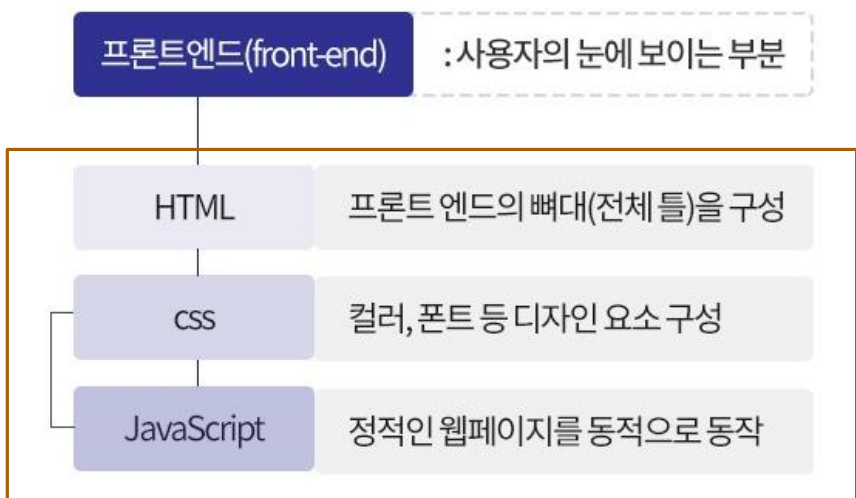 프론트엔드(front-end) : 사용자의 눈에 보이는 부분
HTML 프론트 엔드의 뼈대(전체 틀)을 구성
css 컬러, 폰트 등 디자인 요소 구성
JavaScript 정적인 웹페이지를 동적으로 동작